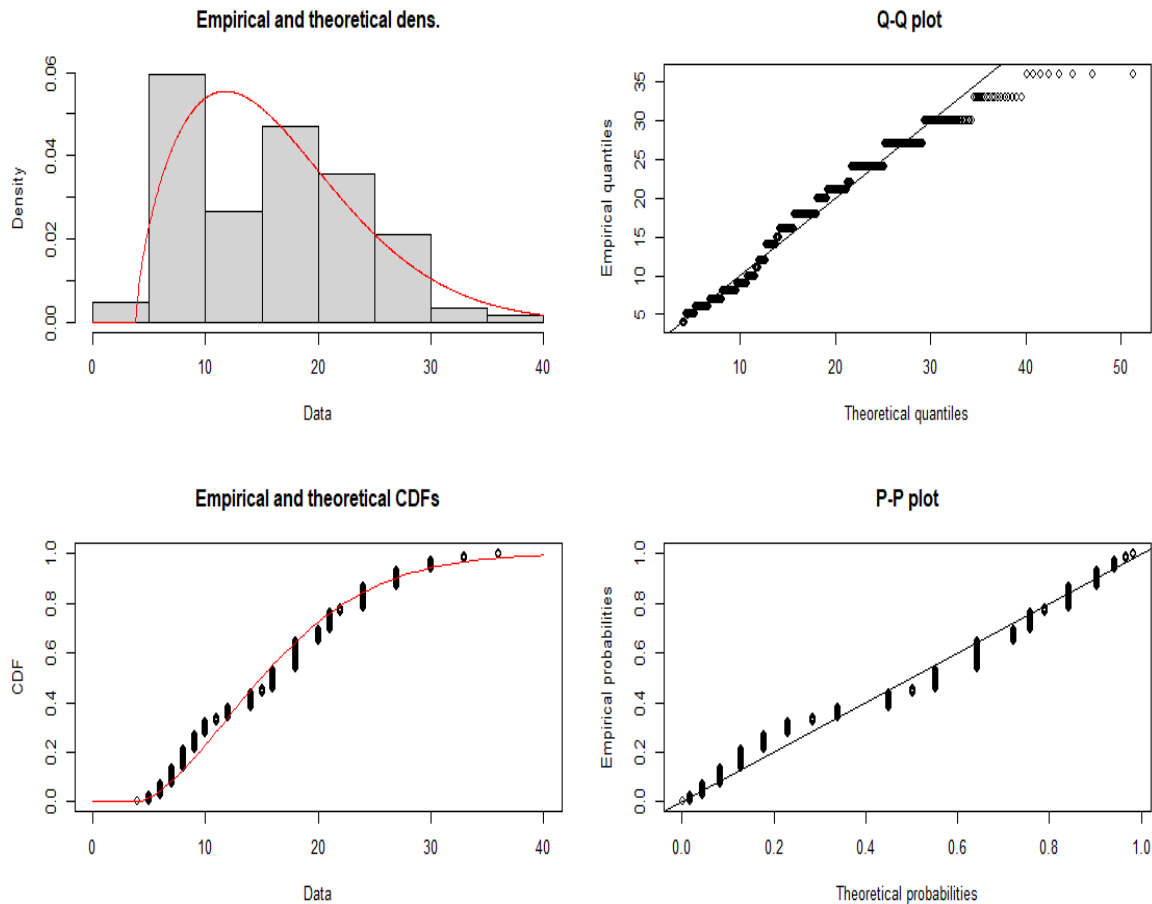 Empirical and theoretical dens.
Density
0.00 0.02 0.04 0.06
0 10 20 30 40
Data
Q-Q plot
Empirical quantiles
5 10 15 20 25 30 35
10 20 30 40 50
Theoretical quantiles
Empirical and theoretical CDFs
CDF
0.0 0.2 0.4 0.6 0.8 1.0
0 10 20 30 40
Data
P-P plot
Empirical probabilities
0.0 0.2 0.4 0.6 0.8 1.0
0.0 0.2 0.4 0.6 0.8 1.0
Theoretical probabilities